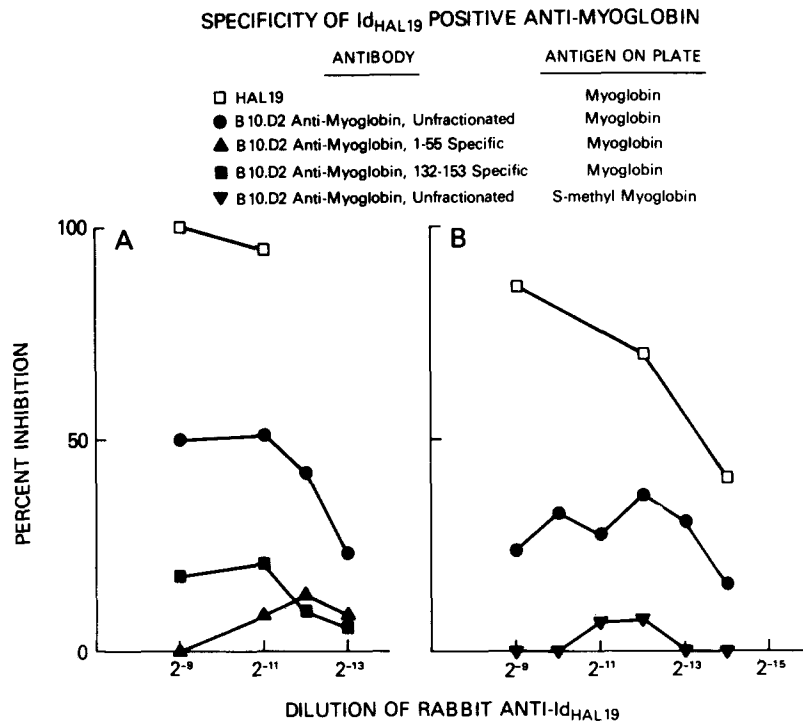 SPECIFICITY OF IdHAL19 POSITIVE ANTI-MYOGLOBIN
ANTIBODY ANTIGEN ON PLATE
HAL19 Myoglobin
B10.D2 Anti-Myoglobin, Unfractionated Myoglobin
B10.D2 Anti-Myoglobin, 1-55 Specific Myoglobin
B10.D2 Anti-Myoglobin, 132-153 Specific Myoglobin
B10.D2 Anti-Myoglobin, Unfractionated S-methyl Myoglobin
PERCENT INHIBITION
100
50
0
A
B
2-9 2-11 2-13
2-9 2-11 2-13 2-15
DILUTION OF RABBIT ANTI-IdHAL19